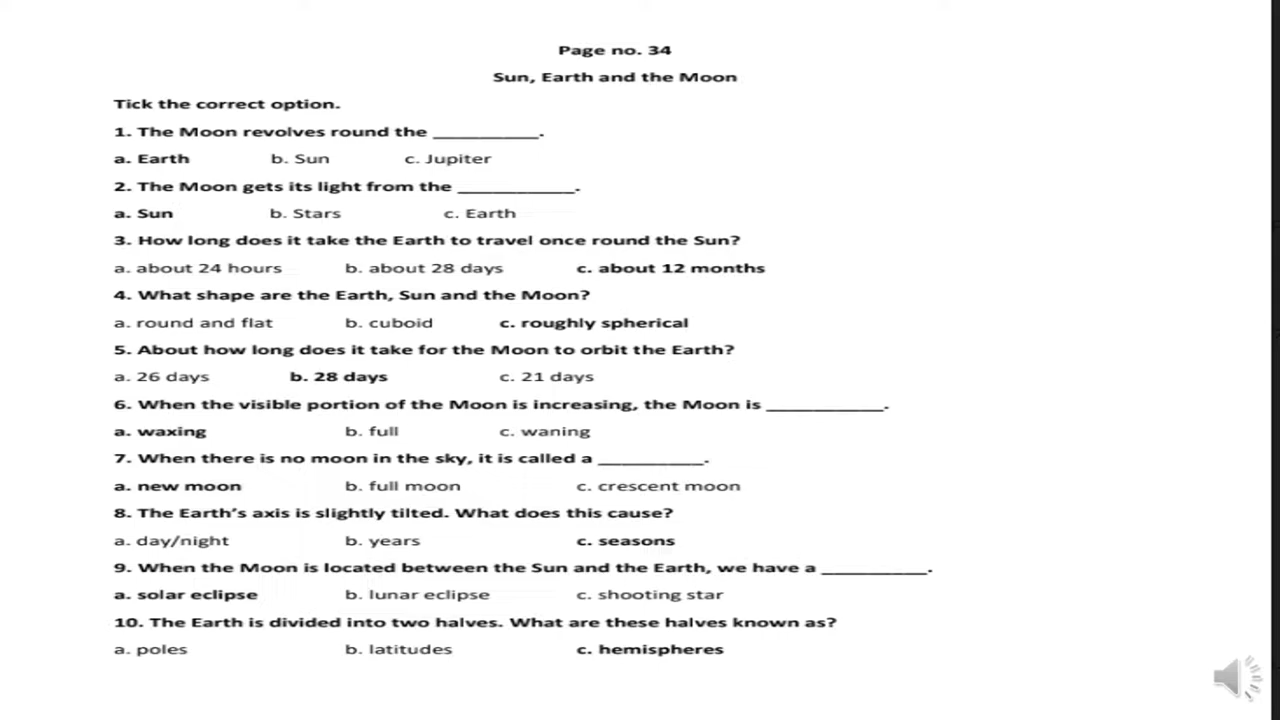 Page no. 34
Sun, Earth and the Moon
Tick the correct option.
1. The Moon revolves round the __________.
a. Earth b. Sun c. Jupiter
2. The Moon gets its light from the ___________.
a. Sun b. Stars c. Earth
3. How long does it take the Earth to travel once round the Sun?
a. about 24 hours b. about 28 days c. about 12 months
4. What shape are the Earth, Sun and the Moon?
a. round and flat b. cuboid c. roughly spherical
5. About how long does it take for the Moon to orbit the Earth?
a. 26 days b. 28 days c. 21 days
6. When the visible portion of the Moon is increasing, the Moon is ___________.
a. waxing b. full c. waning
7. When there is no moon in the sky, it is called a __________.
a. new moon b. full moon c. crescent moon
8. The Earth’s axis is slightly tilted. What does this cause?
a. day/night b. years c. seasons
9. When the Moon is located between the Sun and the Earth, we have a __________.
a. solar eclipse b. lunar eclipse c. shooting star
10. The Earth is divided into two halves. What are these halves known as?
a. poles b. latitudes c. hemispheres